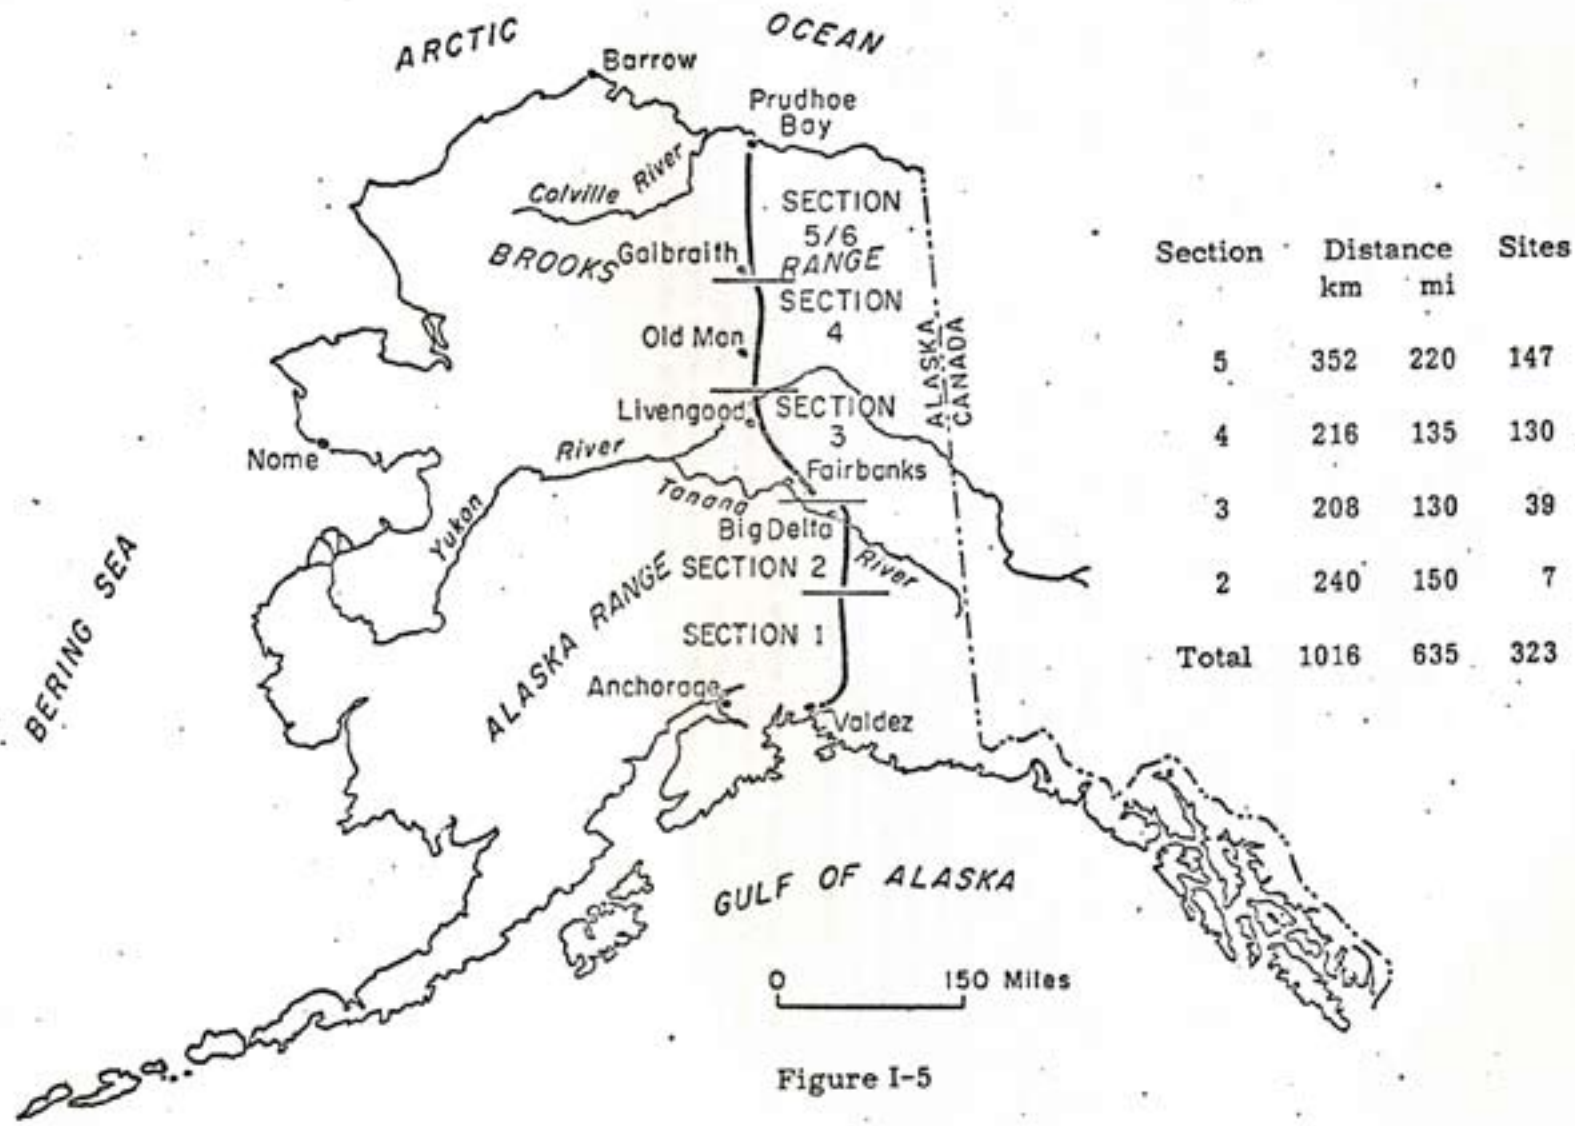 ARCTIC OCEAN
Barrow
Prudhoe
Bay
Colville River
SECTION
5/6
BROOKS RANGE
Galbraith
SECTION
4
Old Man
ALASKA
CANADA
Livengood
SECTION
3
Nome
Yukon River
Fairbanks
Tanana River
Big Delta
SECTION 2
ALASKA RANGE
SECTION 1
BERING SEA
Anchorage
Valdez
GULF OF ALASKA
0 150 Miles
Section Distance Sites
km mi
5 352 220 147
4 216 135 130
3 208 130 39
2 240 150 7
Total 1016 635 323
Figure I-5